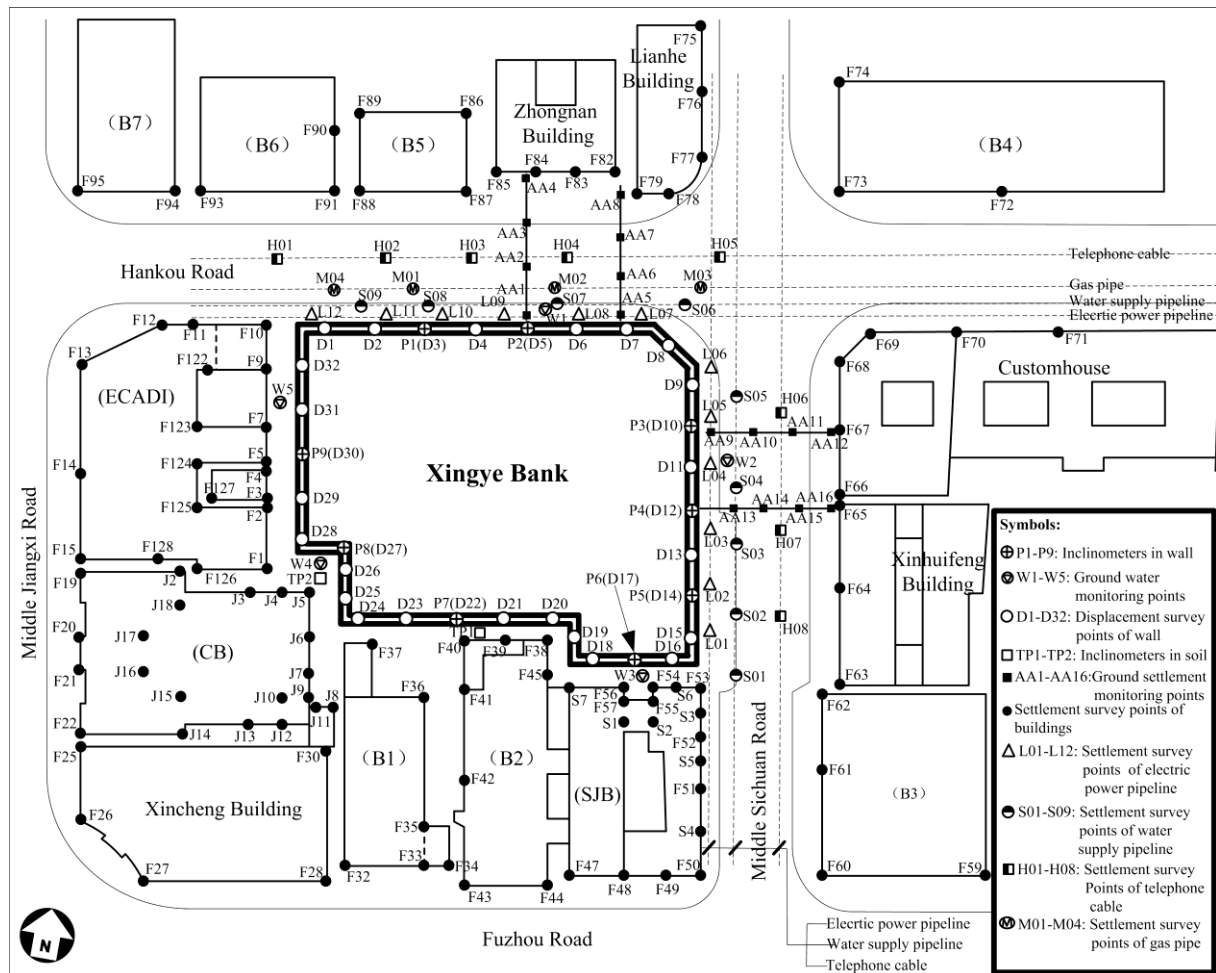 F75
Lianhe
Building
F74
F89
F86
Zhongnan
Building
F76
(B7)
(B6)
F90
(B5)
(B4)
F77
F84
F83
F82
F95
F94
F93
F91
F88
F87
F85
AA4
F79
F78
AA8
F73
F72
AA3
AA7
H01
H02
H03
AA2
H04
H05
Telephone cable
Hankou Road
AA6
M04
M01
AA1
M02
M03
Gas pipe
S09
S08
L09
S07
AA5
S06
Water supply pipeline
L12
L11
L10
W1
L08
L07
Elecrtic power pipeline
F12
F11
F10
D1
D2
P1(D3)
D4
P2(D5)
D6
D7
D8
F69
F70
F71
F13
F122
F9
D32
L06
F68
Customhouse
(ECADI)
W5
D9
S05
H06
D31
L05
AA11
F123
F7
P3(D10)
AA9
AA10
AA12
F67
F14
F124
F5
P9(D30)
Xingye Bank
D11
W2
F4
L04
F127
F3
D29
S04
AA14
AA16
F66
F125
F2
P4(D12)
AA13
AA15
F65
D28
L03
H07
F15
F128
F1
P8(D27)
D13
S03
Xinhuifeng
Building
F19
J2
F126
W4
TP2
D26
P6(D17)
L02
F64
J18
J3
J4
J5
D25
P5(D14)
D24
D23
P7(D22)
D21
D20
S02
H08
F20
J17
J6
TP1
D19
D15
L01
(CB)
F37
F40
F39
F38
D18
D16
F21
J16
J7
F45
W3
F54
F53
S01
F63
J15
J10
J9
J8
F36
F41
S7
F56
S6
F62
J11
F57
F55
S3
F22
J14
J13
J12
S1
S2
F25
F30
F52
(B1)
(B2)
S5
F61
F42
(SJB)
F51
(B3)
Xincheng Building
F26
F35
S4
F27
F28
F32
F33
F34
F43
F44
F47
F48
F49
F50
F60
F59
Middle Jiangxi Road
Middle Sichuan Road
Fuzhou Road
N
Elecrtic power pipeline
Water supply pipeline
Telephone cable
Symbols:
P1-P9: Inclinometers in wall
W1-W5: Ground water
monitoring points
D1-D32: Displacement survey
points of wall
TP1-TP2: Inclinometers in soil
AA1-AA16:Ground settlement
monitoring points
Settlement survey points of
buildings
L01-L12: Settlement survey
points of electric
power pipeline
S01-S09: Settlement survey
points of water
supply pipeline
H01-H08: Settlement survey
Points of telephone
cable
M01-M04: Settlement survey
points of gas pipe